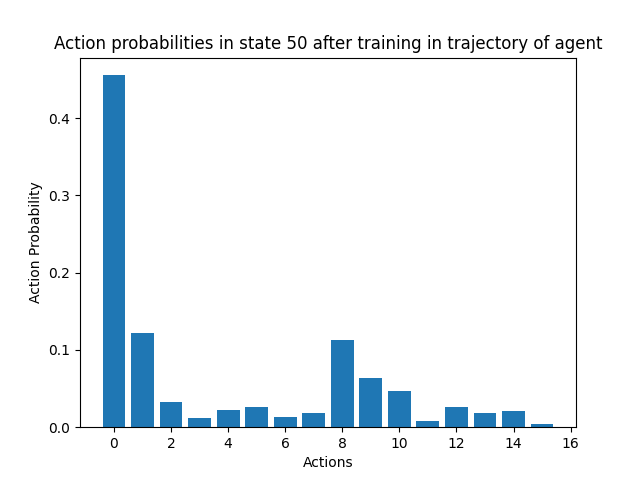 Action probabilities in state 50 after training in trajectory of agent
Action Probability
0.4
0.3
0.2
0.1
0.0
0 2 4 6 8 10 12 14 16
Actions